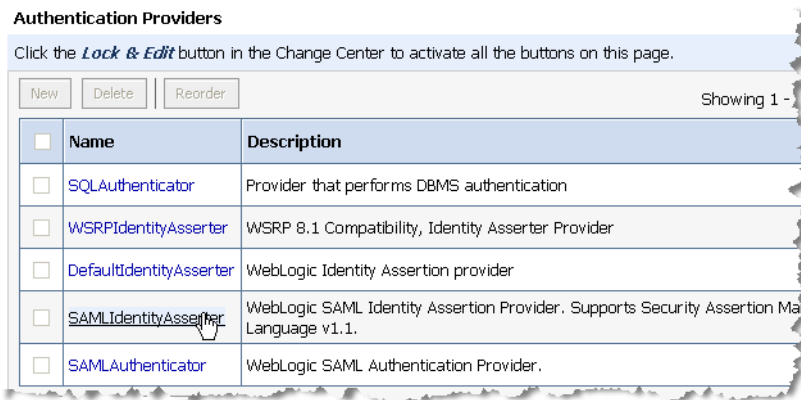 Authentication Providers
Click the Lock & Edit button in the Change Center to activate all the buttons on this page.
New Delete Reorder
Showing 1 -
Name Description
SQLAuthenticator Provider that performs DBMS authentication
WSRPIdentityAsserter WSRP 8.1 Compatibility, Identity Asserter Provider
DefaultIdentityAsserter WebLogic Identity Assertion provider
SAMLIdentityAsserter WebLogic SAML Identity Assertion Provider. Supports Security Assertion Ma
Language v1.1.
SAMLAuthenticator WebLogic SAML Authentication Provider.